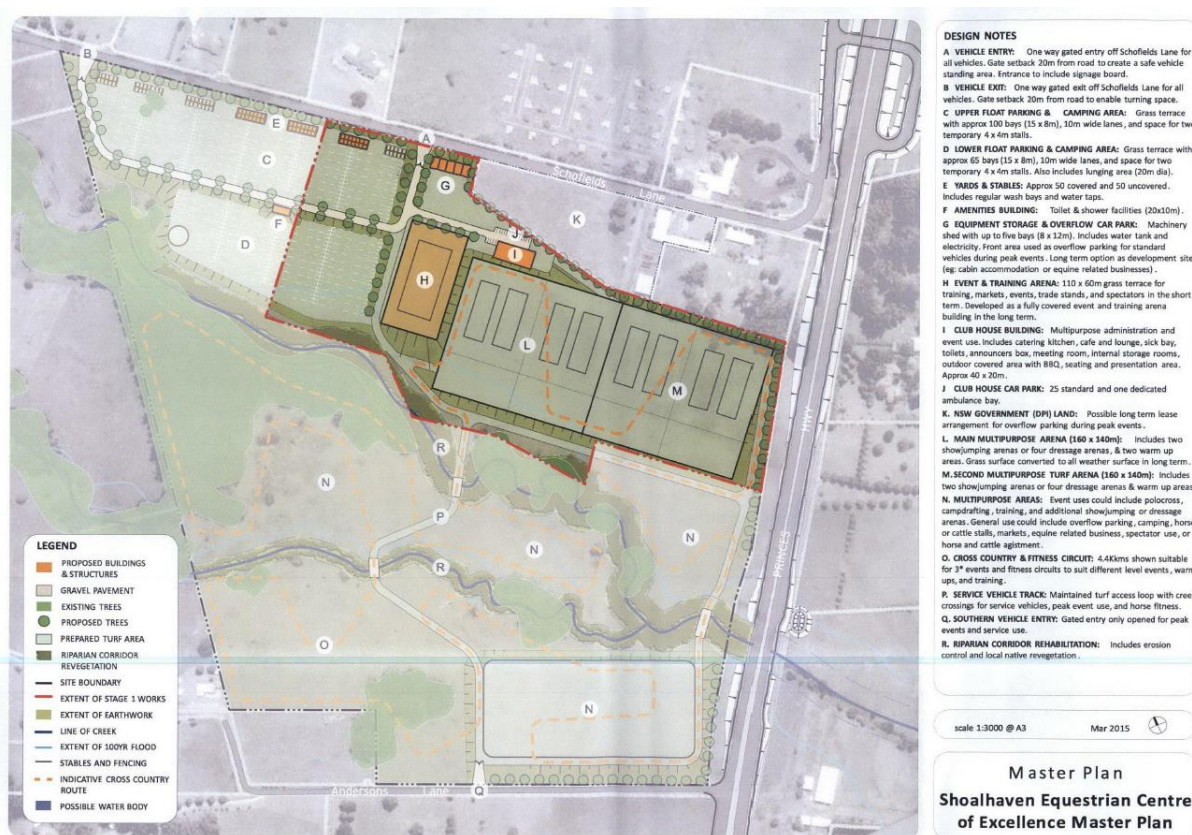 DESIGN NOTES
A VEHICLE ENTRY: One way gated entry off Schofields Lane for
all vehicles. Gate setback 20m from road to create a safe vehicle
standing area. Entrance to include signage board.
B VEHICLE EXIT: One way gated exit off Schofields Lane for all
vehicles. Gate setback 20m from road to enable turning space.
C UPPER FLOAT PARKING & CAMPING AREA: Grass terrace
with approx 100 bays (15 x 8m), 10m wide lanes, and space for two
temporary 4 x 4m stalls.
D LOWER FLOAT PARKING & CAMPING AREA: Grass terrace with
approx 65 bays (15 x 8m), 10m wide lanes, and space for two
temporary 4 x 4m stalls. Also includes lunging area (20m dia).
E YARDS & STABLES: Approx 50 covered and 50 uncovered.
Includes regular wash bays and water taps.
F AMENITIES BUILDING: Toilet & shower facilities (20x10m).
G EQUIPMENT STORAGE & OVERFLOW CAR PARK: Machinery
shed with up to five bays (8 x 12m). Includes water tank and
electricity. Front area used as overflow parking for standard
vehicles during peak events. Long term option as development site
(eg: cabin accommodation or equine related businesses).
H EVENT & TRAINING ARENA: 110 x 60m grass terrace for
training, markets, events, trade stands, and spectators in the short
term. Developed as a fully covered event and training arena
building in the long term.
I CLUB HOUSE BUILDING: Multipurpose administration and
event use. Includes catering kitchen, cafe and lounge, sick bay,
toilets, announcers box, meeting room, internal storage rooms,
outdoor covered area with BBQ, seating and presentation area.
Approx 40 x 20m.
J CLUB HOUSE CAR PARK: 25 standard and one dedicated
ambulance bay.
K. NSW GOVERNMENT (DPI) LAND: Possible long term lease
arrangement for overflow parking during peak events.
L. MAIN MULTIPURPOSE ARENA (160 x 140m): Includes two
showjumping arenas or four dressage arenas, & two warm up
areas. Grass surface converted to all weather surface in long term.
M.SECOND MULTIPURPOSE TURF ARENA (160 x 140m): Includes
two showjumping arenas or four dressage arenas & warm up areas
N. MULTIPURPOSE AREAS: Event uses could include polocross,
campdrafting, training, and additional showjumping or dressage
arenas. General use could include overflow parking, camping, horse
or cattle stalls, markets, equine related business, spectator use, or
horse and cattle agistment.
O. CROSS COUNTRY & FITNESS CIRCUIT: 4.4Kkms shown suitable
for 3* events and fitness circuits to suit different level events, warm
ups, and training.
P. SERVICE VEHICLE TRACK: Maintained turf access loop with creek
crossings for service vehicles, peak event use, and horse fitness.
Q. SOUTHERN VEHICLE ENTRY: Gated entry only opened for peak
events and service use.
R. RIPARIAN CORRIDOR REHABILITATION: Includes erosion
control and local native revegetation.
scale 1:3000 @ A3 Mar 2015
Master Plan
Shoalhaven Equestrian Centre
of Excellence Master Plan
B
E
A
C
G
K
Schofields Lane
F
J
D
I
H
L
M
R
N
P
N
N
R
O
N
Q
PRINCES HWY
Andersons Lane
LEGEND
PROPOSED BUILDINGS
& STRUCTURES
GRAVEL PAVEMENT
EXISTING TREES
PROPOSED TREES
PREPARED TURF AREA
RIPARIAN CORRIDOR
REVEGETATION
SITE BOUNDARY
EXTENT OF STAGE 1 WORKS
EXTENT OF EARTHWORK
LINE OF CREEK
EXTENT OF 100YR FLOOD
STABLES AND FENCING
INDICATIVE CROSS COUNTRY
ROUTE
POSSIBLE WATER BODY